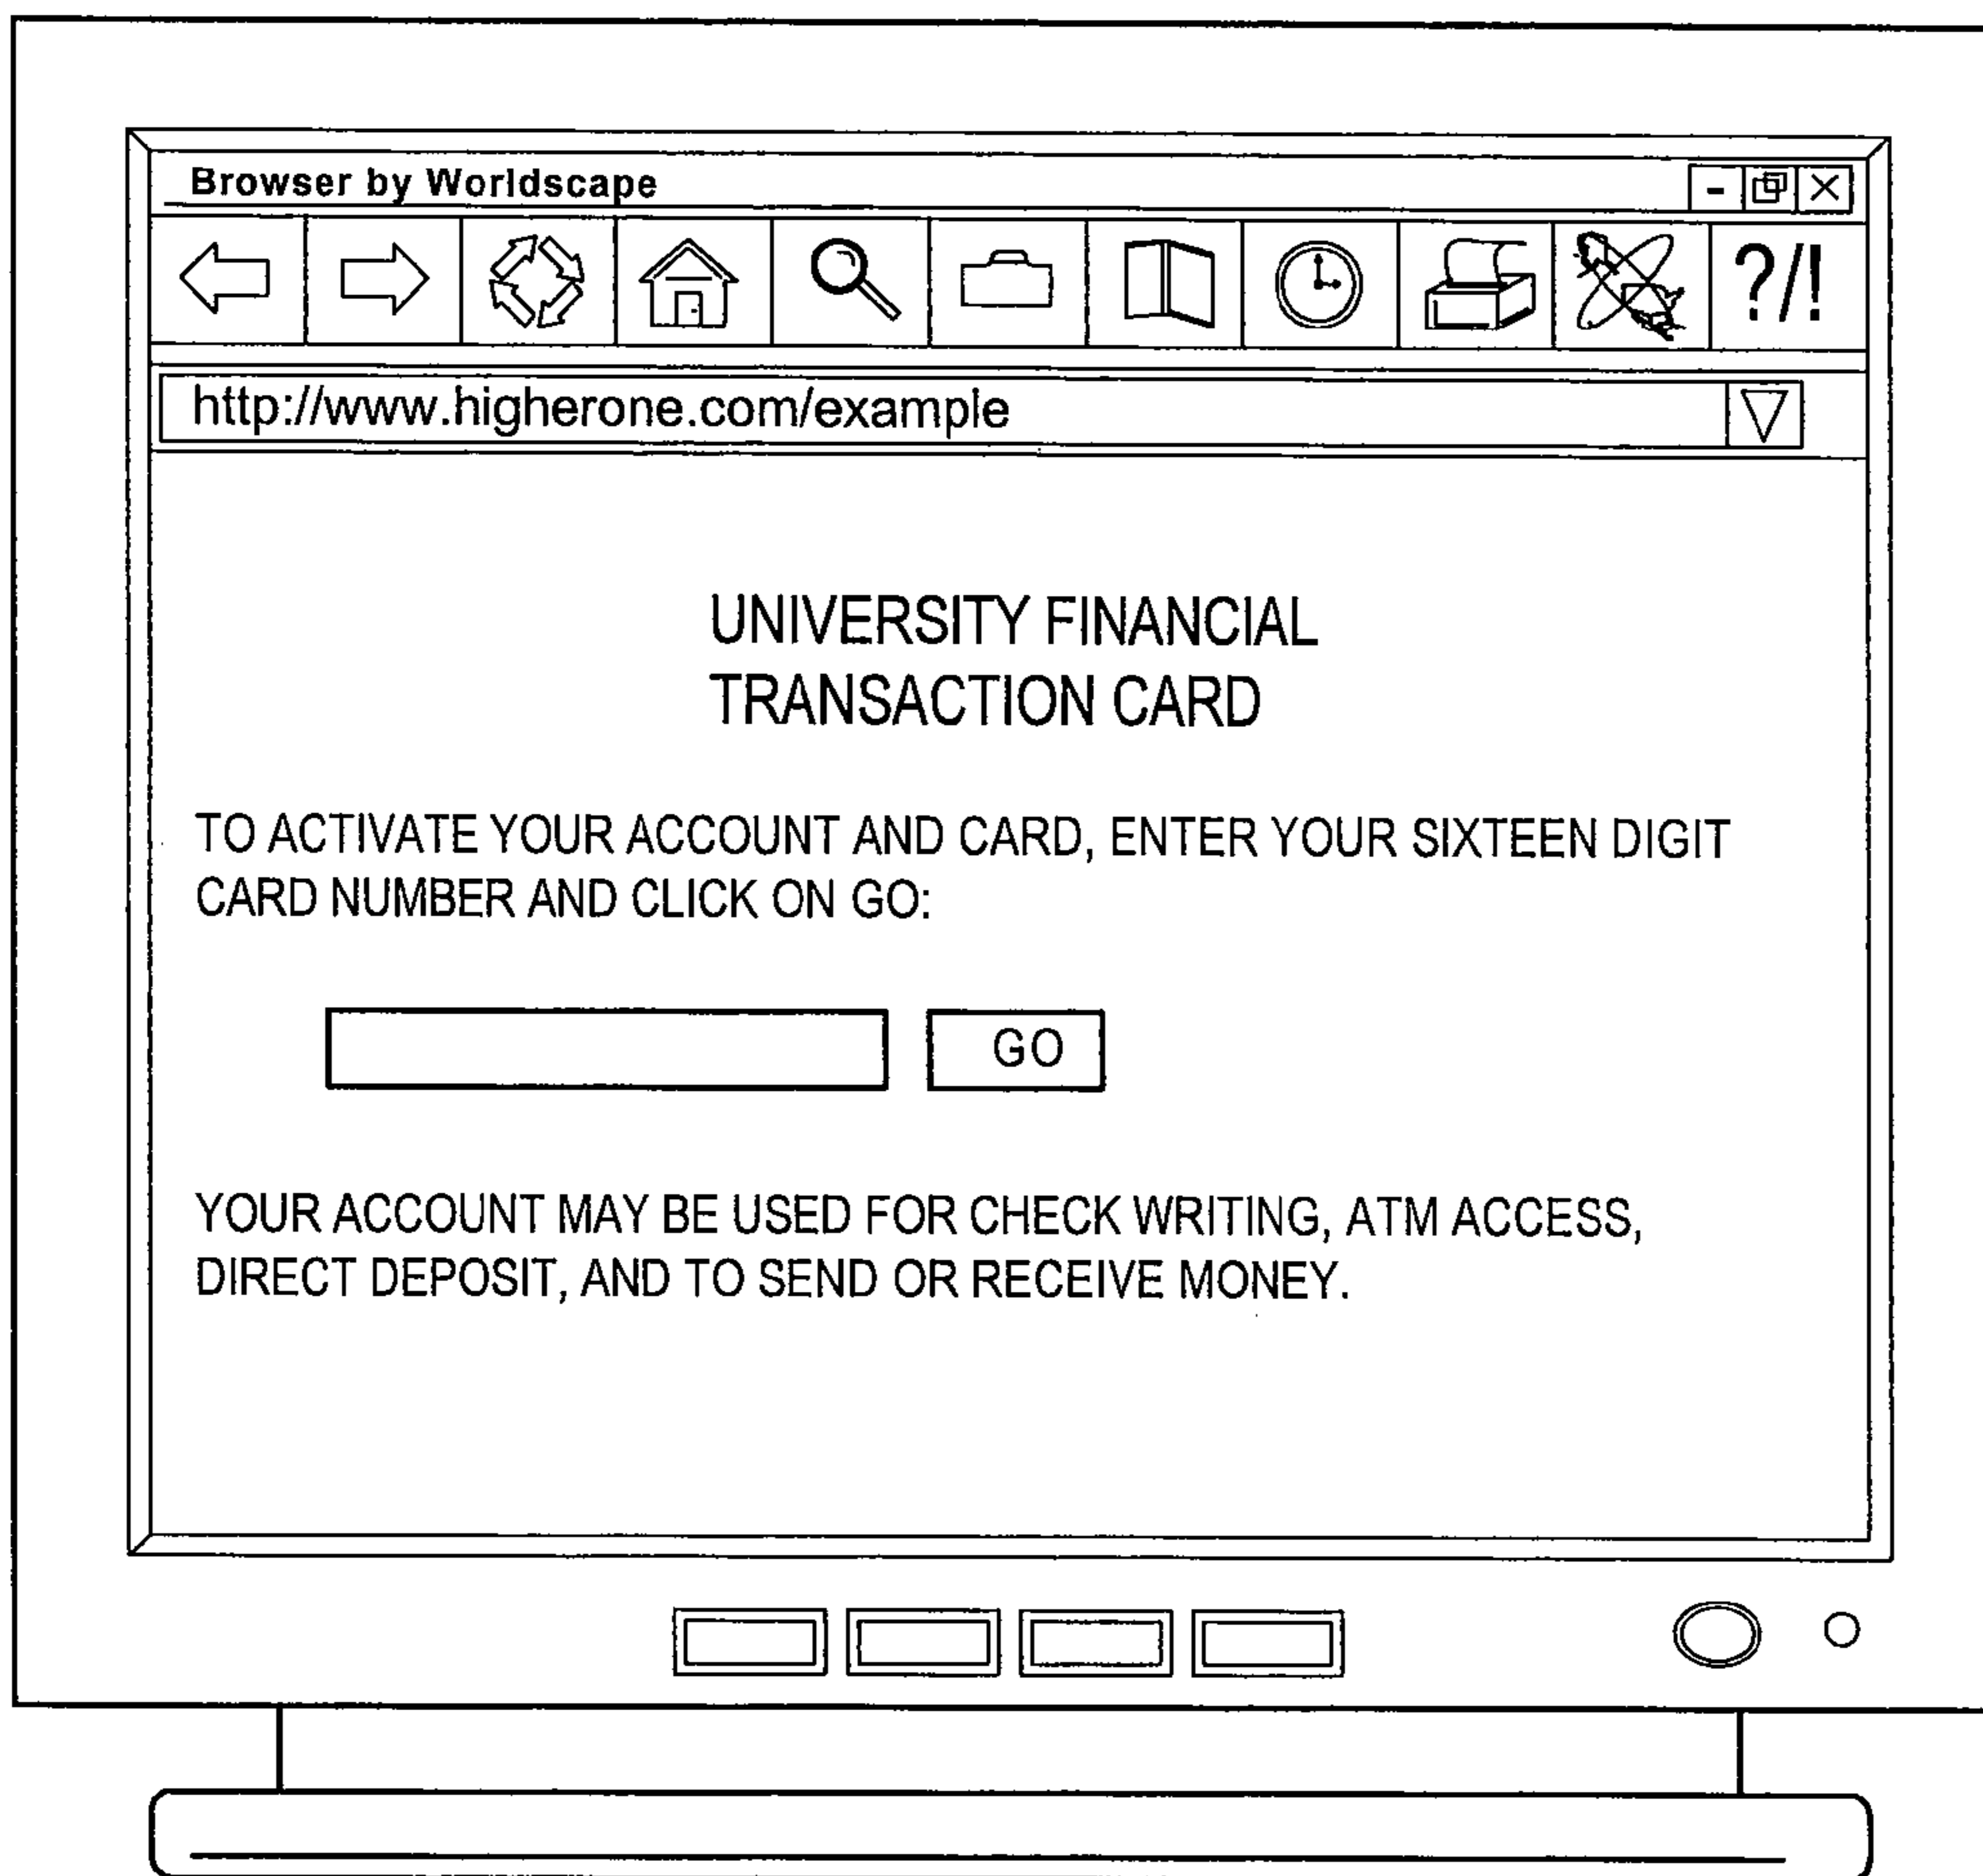 Browser by Worldscape
?/!
http://www.higherone.com/example
UNIVERSITY FINANCIAL
TRANSACTION CARD
TO ACTIVATE YOUR ACCOUNT AND CARD, ENTER YOUR SIXTEEN DIGIT
CARD NUMBER AND CLICK ON GO:
GO
YOUR ACCOUNT MAY BE USED FOR CHECK WRITING, ATM ACCESS,
DIRECT DEPOSIT, AND TO SEND OR RECEIVE MONEY.